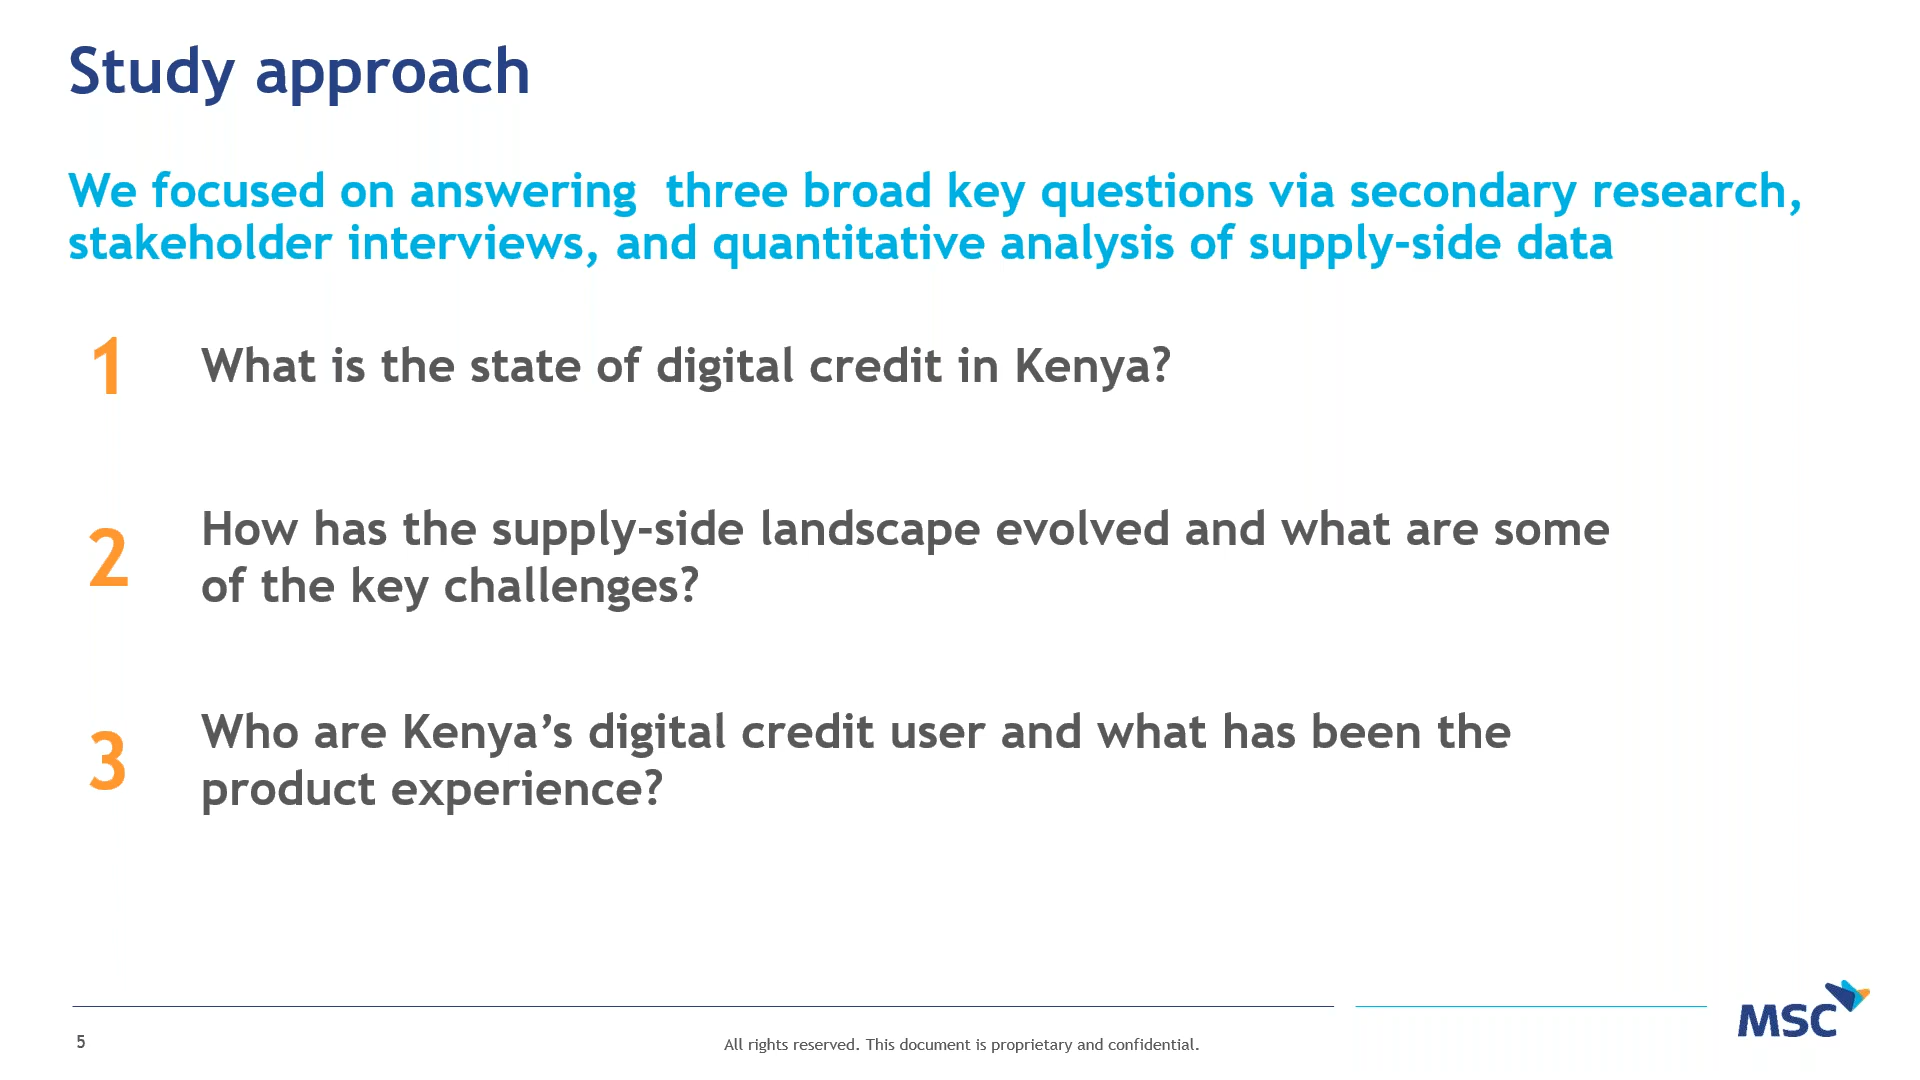 Study approach
We focused on answering  three broad key questions via secondary research,
stakeholder interviews, and quantitative analysis of supply-side data
1
What is the state of digital credit in Kenya?
2
How has the supply-side landscape evolved and what are some
of the key challenges?
3
Who are Kenya’s digital credit user and what has been the
product experience?
5
All rights reserved. This document is proprietary and confidential.
MSC